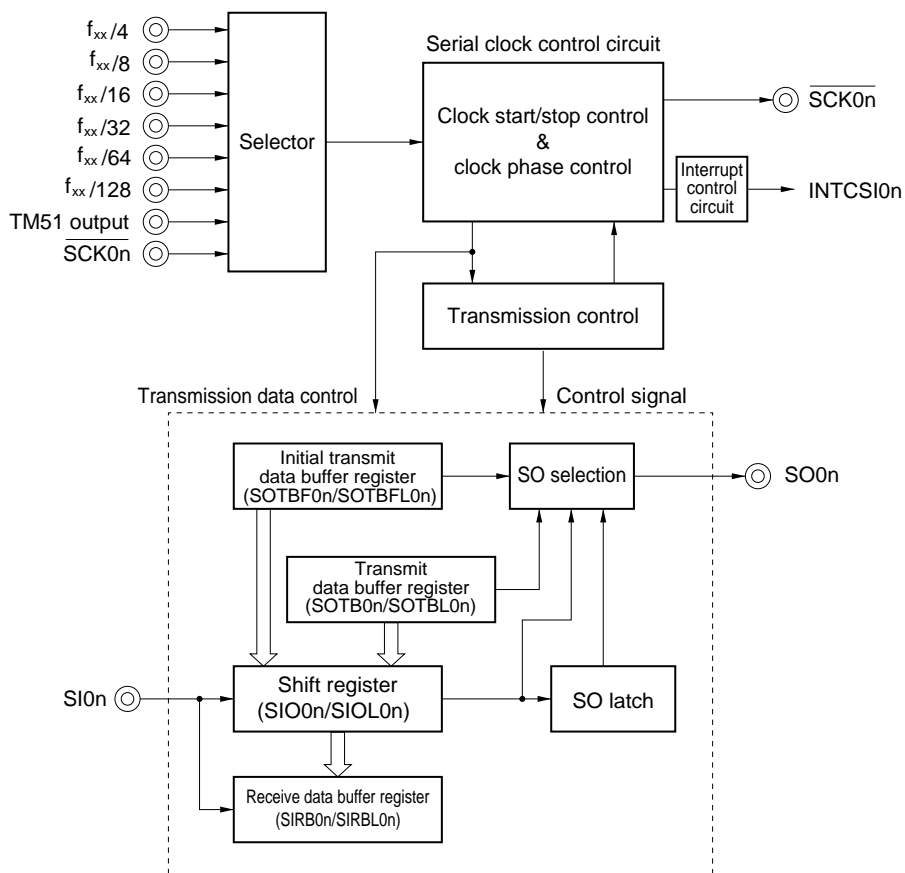 fxx/4
fxx/8
fxx/16
fxx/32
fxx/64
fxx/128
TM51 output
SCK0n
Selector
Serial clock control circuit
Clock start/stop control
&
clock phase control
SCK0n
Interrupt
control
circuit
INTCSI0n
Transmission control
Transmission data control
Control signal
Initial transmit
data buffer register
(SOTBF0n/SOTBFL0n)
SO selection
SO0n
Transmit
data buffer register
(SOTB0n/SOTBL0n)
SI0n
Shift register
(SIO0n/SIOL0n)
SO latch
Receive data buffer register
(SIRB0n/SIRBL0n)